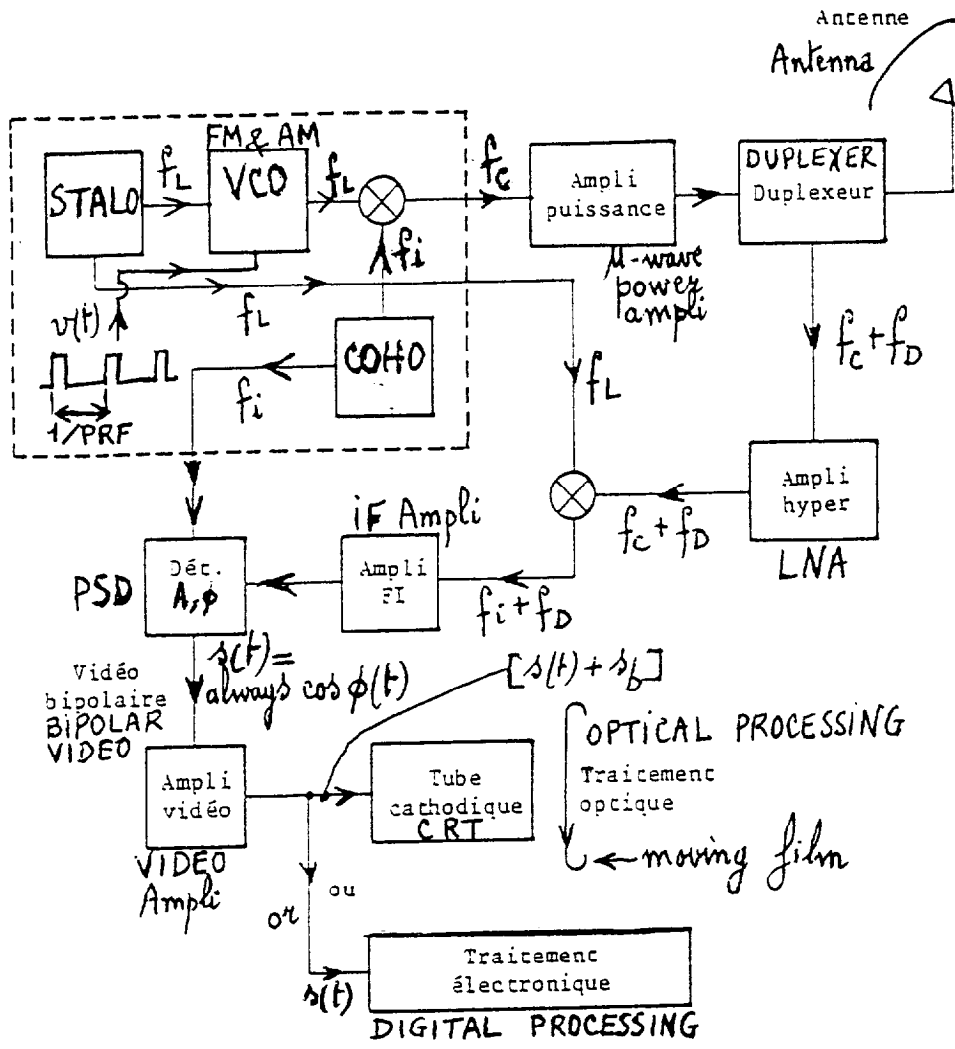 Antenne
Antenna
FM & AM
STALO
f_L
VCO
f_L
f_c
Ampli
puissance
μ-wave
power
ampli
DUPLEXER
Duplexeur
f_i
v(t)
f_L
COHO
f_i
1/PRF
f_L
f_c + f_D
Ampli
hyper
LNA
f_c + f_D
IF Ampli
Ampli
FI
f_i + f_D
PSD
Dét.
A, φ
s(t) =
always cos φ(t)
[s(t) + s_b]
Vidéo
bipolaire
BIPOLAR
VIDEO
Ampli
vidéo
VIDEO
Ampli
Tube
cathodique
CRT
OPTICAL PROCESSING
Traitement
optique
moving film
ou
or
s(t)
Traitement
électronique
DIGITAL PROCESSING